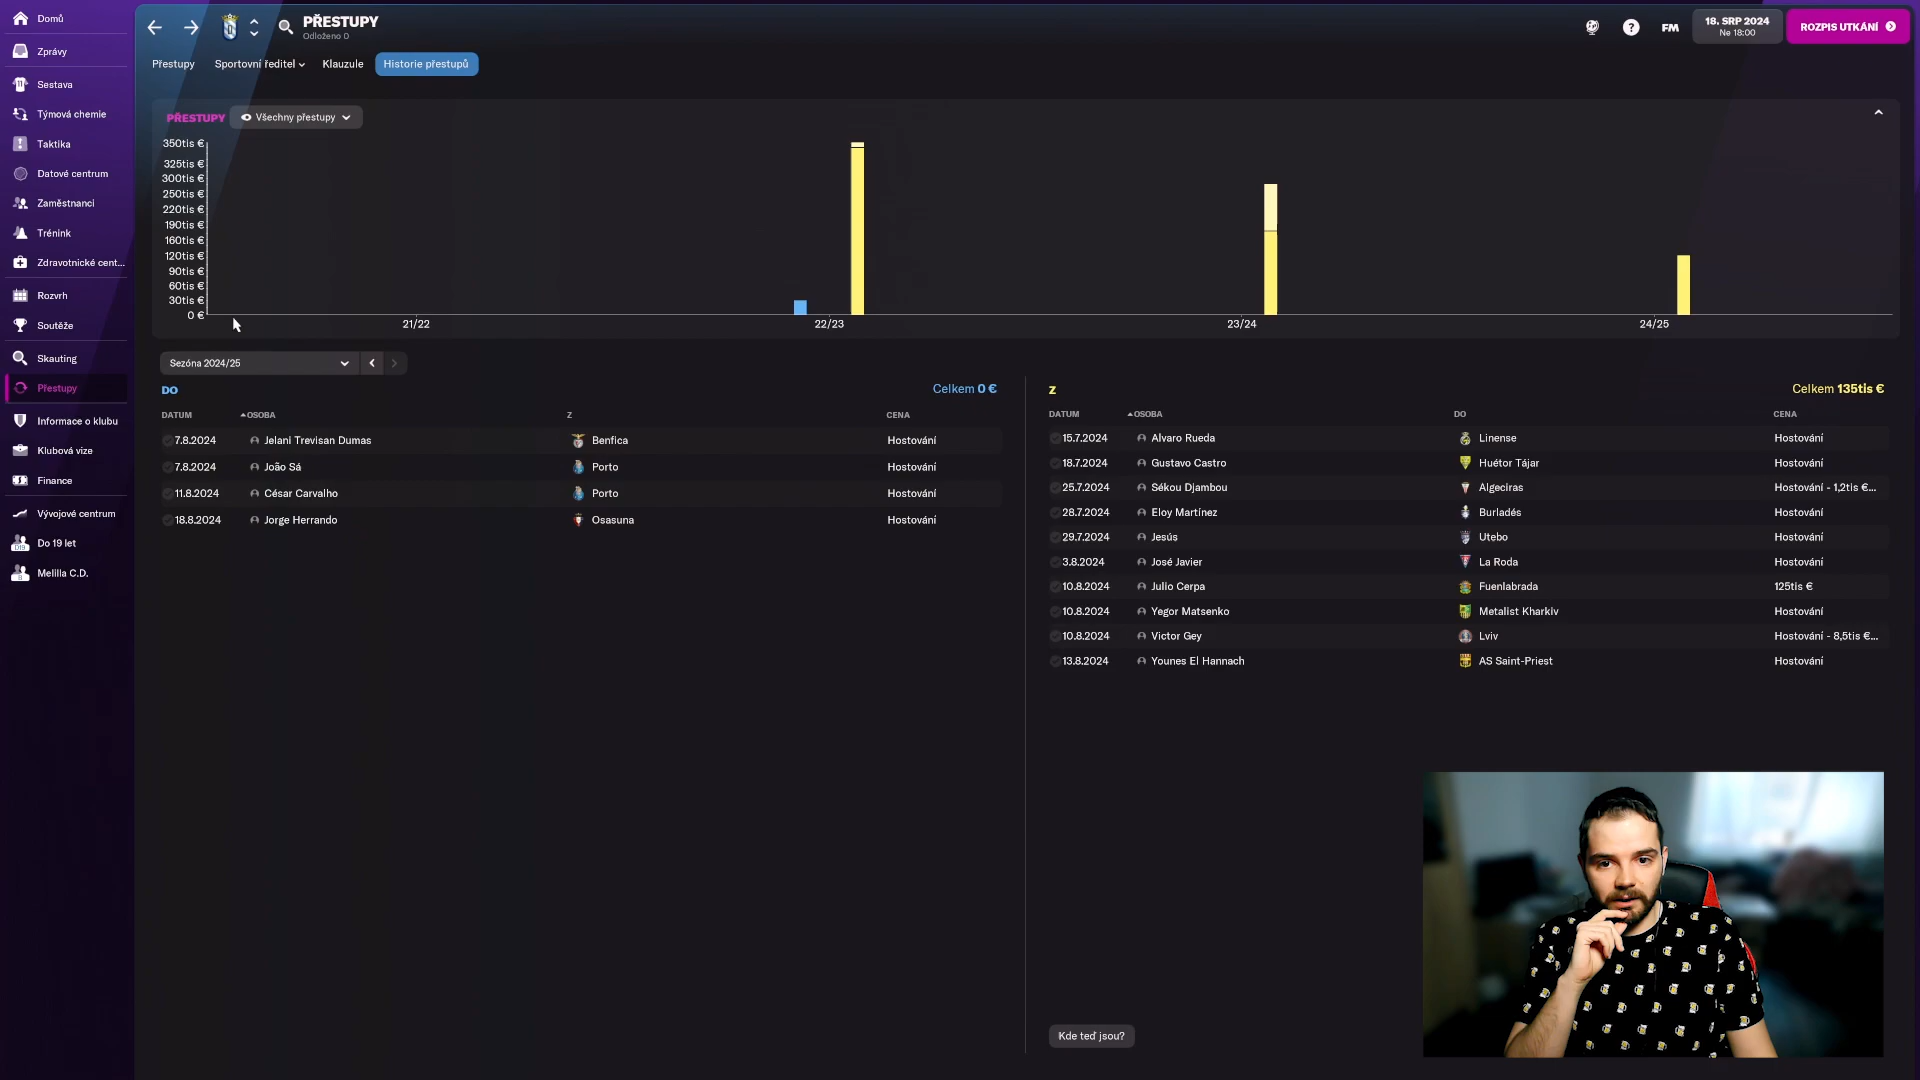 Domů
Zprávy
Sestava
Týmová chemie
Taktika
Datové centrum
Zaměstnanci
Trénink
Zdravotnické cent...
Rozvrh
Soutěže
Skauting
Přestupy
Informace o klubu
Klubová vize
Finance
Vývojové centrum
Do 19 let
Melilla C.D.
PŘESTUPY
Odloženo 0
FM
18. SRP 2024
Ne 18:00
ROZPIS UTKÁNÍ
Přestupy Sportovní ředitel Klauzule Historie přestupů
PŘESTUPY Všechny přestupy
350tis €
325tis €
300tis €
250tis €
220tis €
190tis €
160tis €
120tis €
90tis €
60tis €
30tis €
0 €
21/22 22/23 23/24 24/25
Sezóna 2024/25
DO Celkem 0 €
DATUM OSOBA Z CENA
7.8.2024 Jelani Trevisan Dumas Benfica Hostování
7.8.2024 João Sá Porto Hostování
11.8.2024 César Carvalho Porto Hostování
18.8.2024 Jorge Herrando Osasuna Hostování
Z Celkem 135tis €
DATUM OSOBA DO CENA
15.7.2024 Alvaro Rueda Linense Hostování
18.7.2024 Gustavo Castro Huétor Tájar Hostování
25.7.2024 Sékou Djambou Algeciras Hostování - 1,2tis €...
28.7.2024 Eloy Martínez Burladés Hostování
29.7.2024 Jesús Utebo Hostování
3.8.2024 José Javier La Roda Hostování
10.8.2024 Julio Cerpa Fuenlabrada 125tis €
10.8.2024 Yegor Matsenko Metalist Kharkiv Hostování
10.8.2024 Victor Gey Lviv Hostování - 8,5tis €...
13.8.2024 Younes El Hannach AS Saint-Priest Hostování
Kde teď jsou?